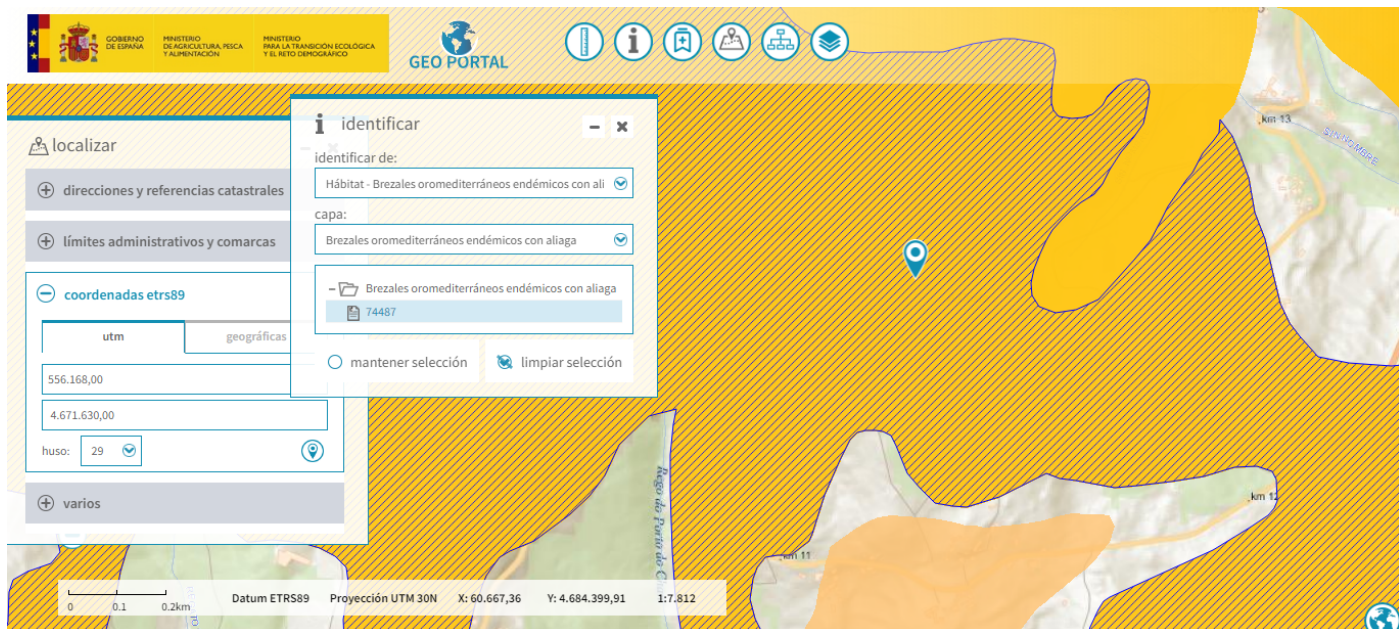 GOBIERNO
DE ESPAÑA
MINISTERIO
DE AGRICULTURA, PESCA
Y ALIMENTACIÓN
MINISTERIO
PARA LA TRANSICIÓN ECOLÓGICA
Y EL RETO DEMOGRÁFICO
GEO PORTAL
localizar
direcciones y referencias catastrales
límites administrativos y comarcas
coordenadas etrs89
utm
geográficas
556.168,00
4.671.630,00
huso:
29
varios
identificar
identificar de:
Hábitat - Brezales oromediterráneos endémicos con ali
capa:
Brezales oromediterráneos endémicos con aliaga
Brezales oromediterráneos endémicos con aliaga
74487
mantener selección
limpiar selección
km 13
SIN NOMBRE
km 12
km 11
0
0.1
0.2km
Datum ETRS89
Proyección UTM 30N
X: 60.667,36
Y: 4.684.399,91
1:7.812